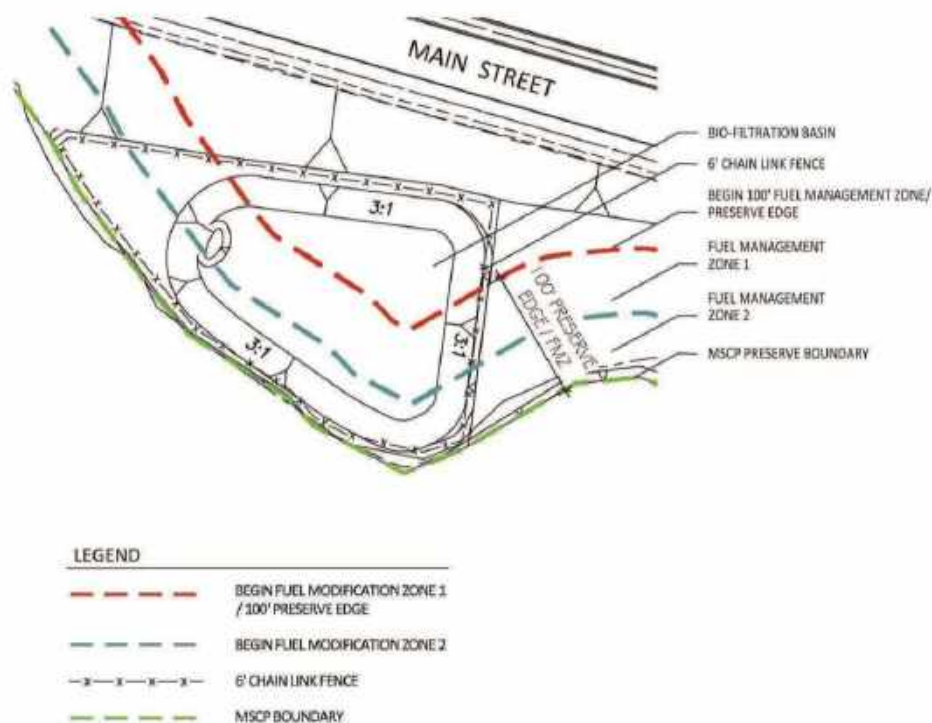 MAIN STREET
BIO-FILTRATION BASIN
6' CHAIN LINK FENCE
BEGIN 100' FUEL MANAGEMENT ZONE/
PRESERVE EDGE
FUEL MANAGEMENT
ZONE 1
FUEL MANAGEMENT
ZONE 2
MSCP PRESERVE BOUNDARY
3:1
3:1
3:1
100' PRESERVE
EDGE / FMZ
LEGEND
BEGIN FUEL MODIFICATION ZONE 1
/ 100' PRESERVE EDGE
BEGIN FUEL MODIFICATION ZONE 2
6' CHAIN LINK FENCE
MSCP BOUNDARY